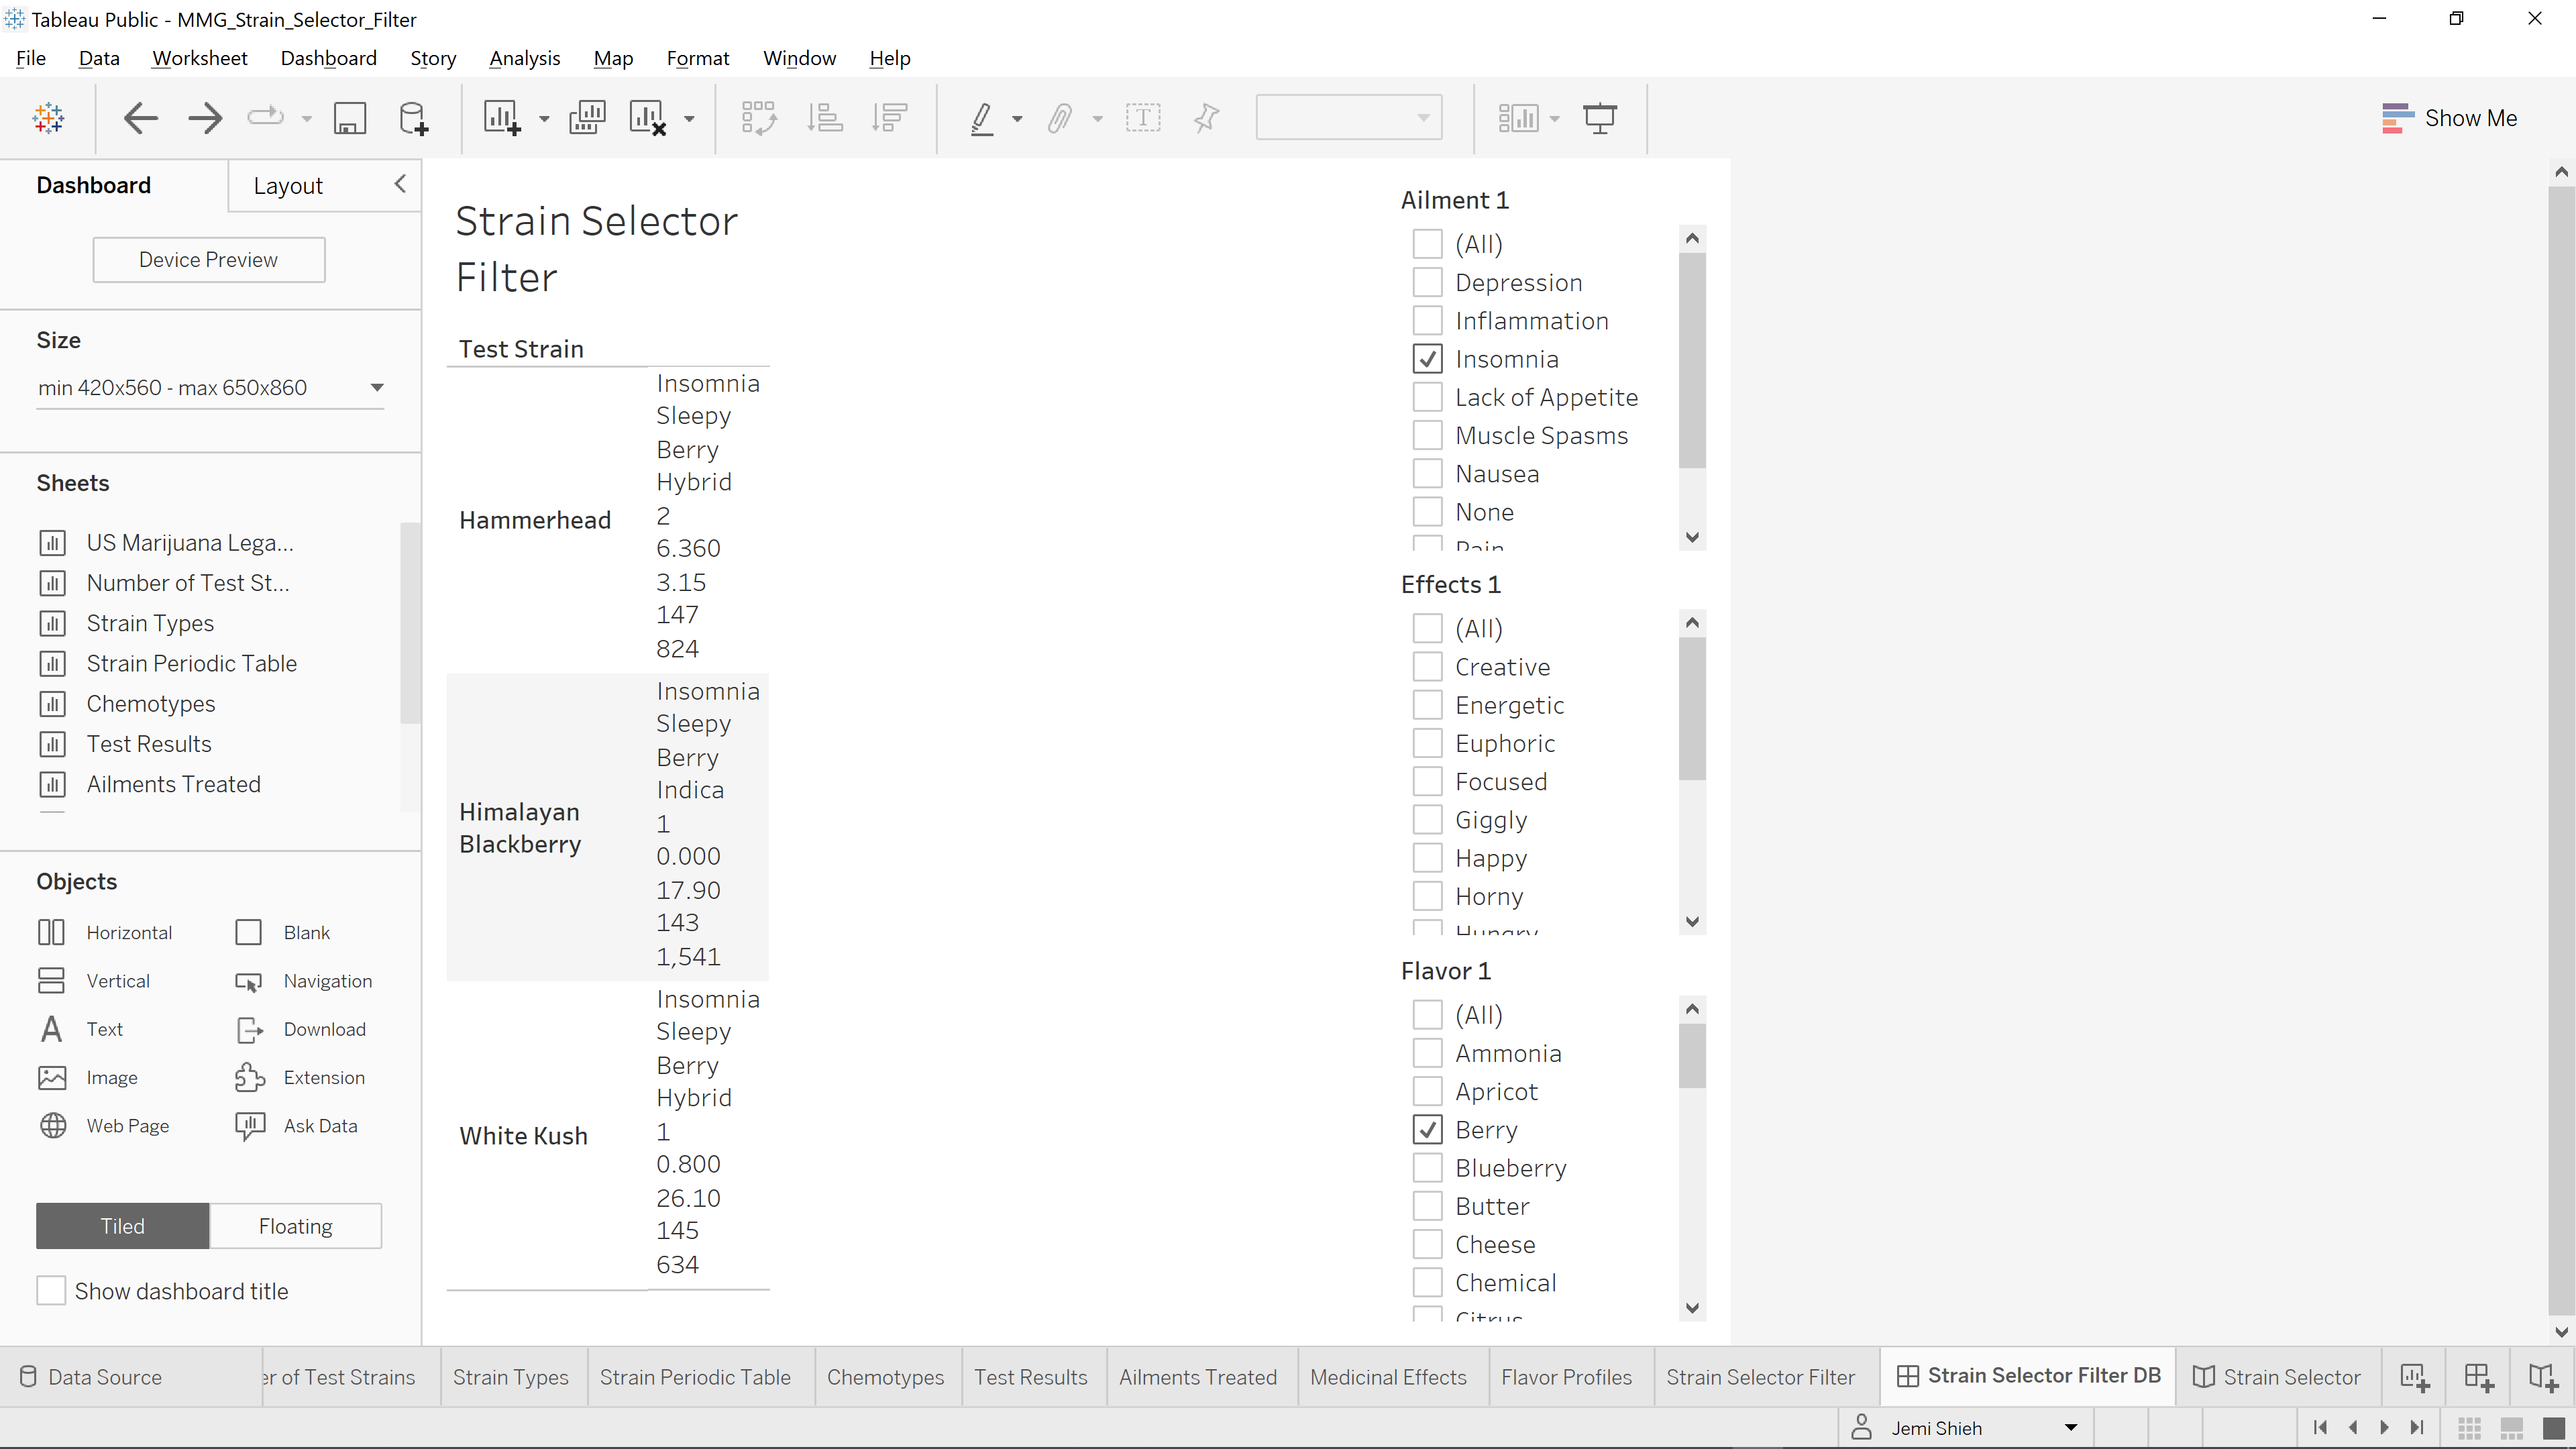 Tableau Public - MMG_Strain_Selector_Filter
File Data Worksheet Dashboard Story Analysis Map Format Window Help
Show Me
Dashboard Layout
Device Preview
Size
min 420x560 - max 650x860
Sheets
US Marijuana Lega...
Number of Test St...
Strain Types
Strain Periodic Table
Chemotypes
Test Results
Ailments Treated
Objects
Horizontal Blank
Vertical Navigation
Text Download
Image Extension
Web Page Ask Data
Tiled Floating
Show dashboard title
Strain Selector
Filter
Test Strain
Hammerhead
Insomnia
Sleepy
Berry
Hybrid
2
6.360
3.15
147
824
Himalayan
Blackberry
Insomnia
Sleepy
Berry
Indica
1
0.000
17.90
143
1,541
White Kush
Insomnia
Sleepy
Berry
Hybrid
1
0.800
26.10
145
634
Ailment 1
(All)
Depression
Inflammation
Insomnia
Lack of Appetite
Muscle Spasms
Nausea
None
Pain
Effects 1
(All)
Creative
Energetic
Euphoric
Focused
Giggly
Happy
Horny
Hungry
Flavor 1
(All)
Ammonia
Apricot
Berry
Blueberry
Butter
Cheese
Chemical
Citrus
Data Source er of Test Strains Strain Types Strain Periodic Table Chemotypes Test Results Ailments Treated Medicinal Effects Flavor Profiles Strain Selector Filter Strain Selector Filter DB Strain Selector
Jemi Shieh